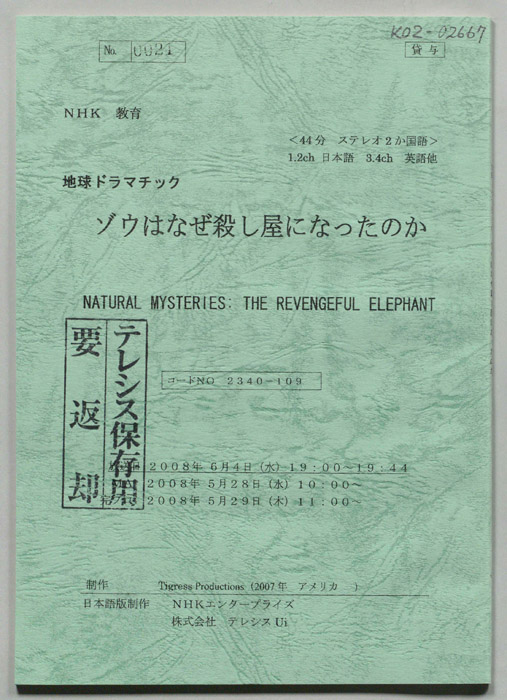 K02-02667
No. 0021
貸与
NHK 教育
<44分 ステレオ2か国語>
1.2ch 日本語 3.4ch 英語他
地球ドラマチック
ゾウはなぜ殺し屋になったのか
NATURAL MYSTERIES: THE REVENGEFUL ELEPHANT
テレシス保存用
要返却
コードNO 2340-109
2008年 6月4日(水)19:00~19:44
2008年 5月28日(水)10:00~
2008年 5月29日(木)11:00~
制作 Tigress Productions (2007年 アメリカ )
日本語版制作 NHKエンタープライズ
株式会社 テレシスUi